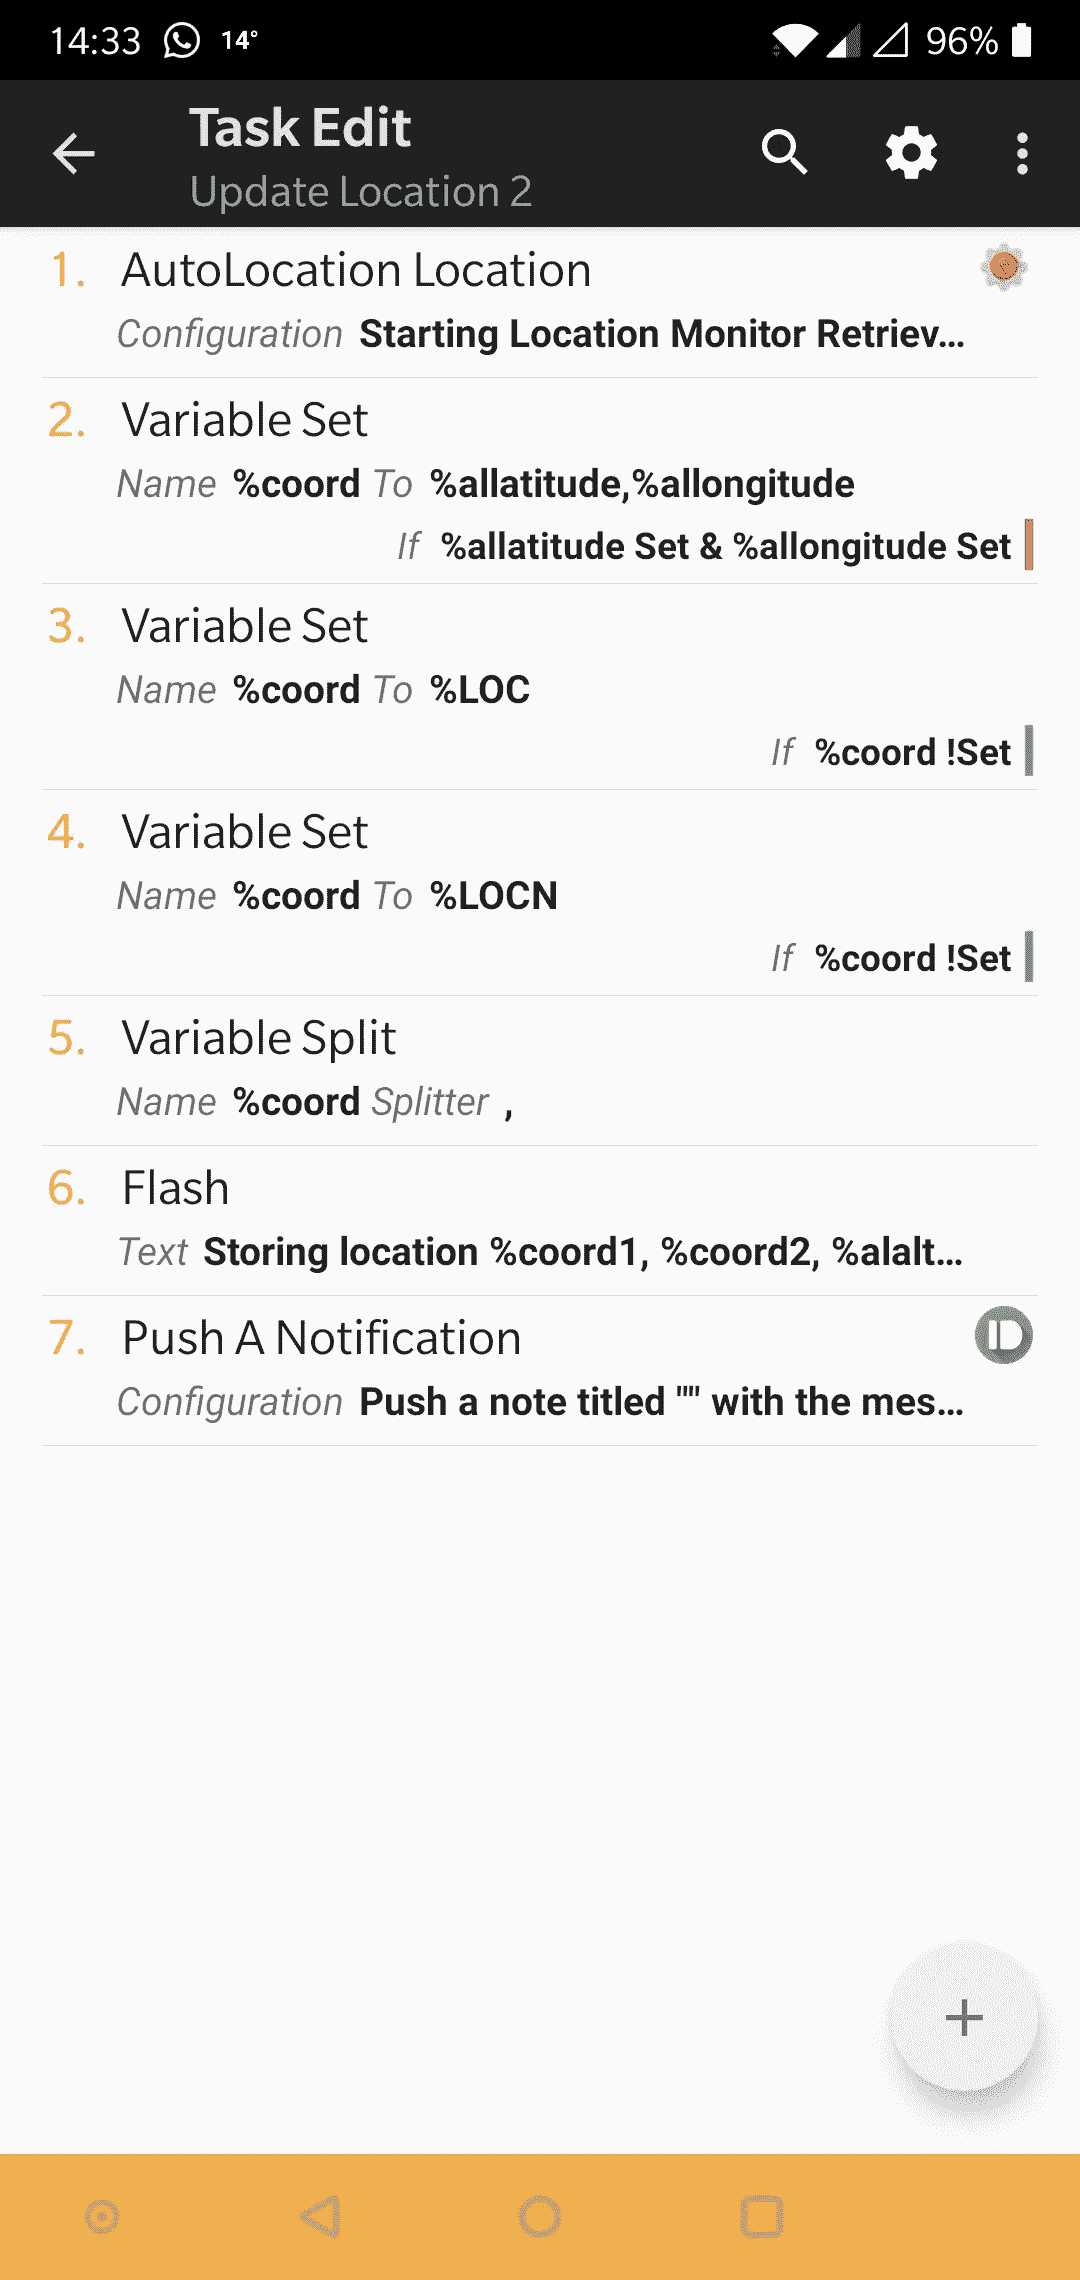 14:33 14° 96%
Task Edit
Update Location 2
1. AutoLocation Location
Configuration Starting Location Monitor Retriev...
2. Variable Set
Name %coord To %allatitude,%allongitude
If %allatitude Set & %allongitude Set
3. Variable Set
Name %coord To %LOC
If %coord !Set
4. Variable Set
Name %coord To %LOCN
If %coord !Set
5. Variable Split
Name %coord Splitter ,
6. Flash
Text Storing location %coord1, %coord2, %alalt...
7. Push A Notification
Configuration Push a note titled "" with the mes...